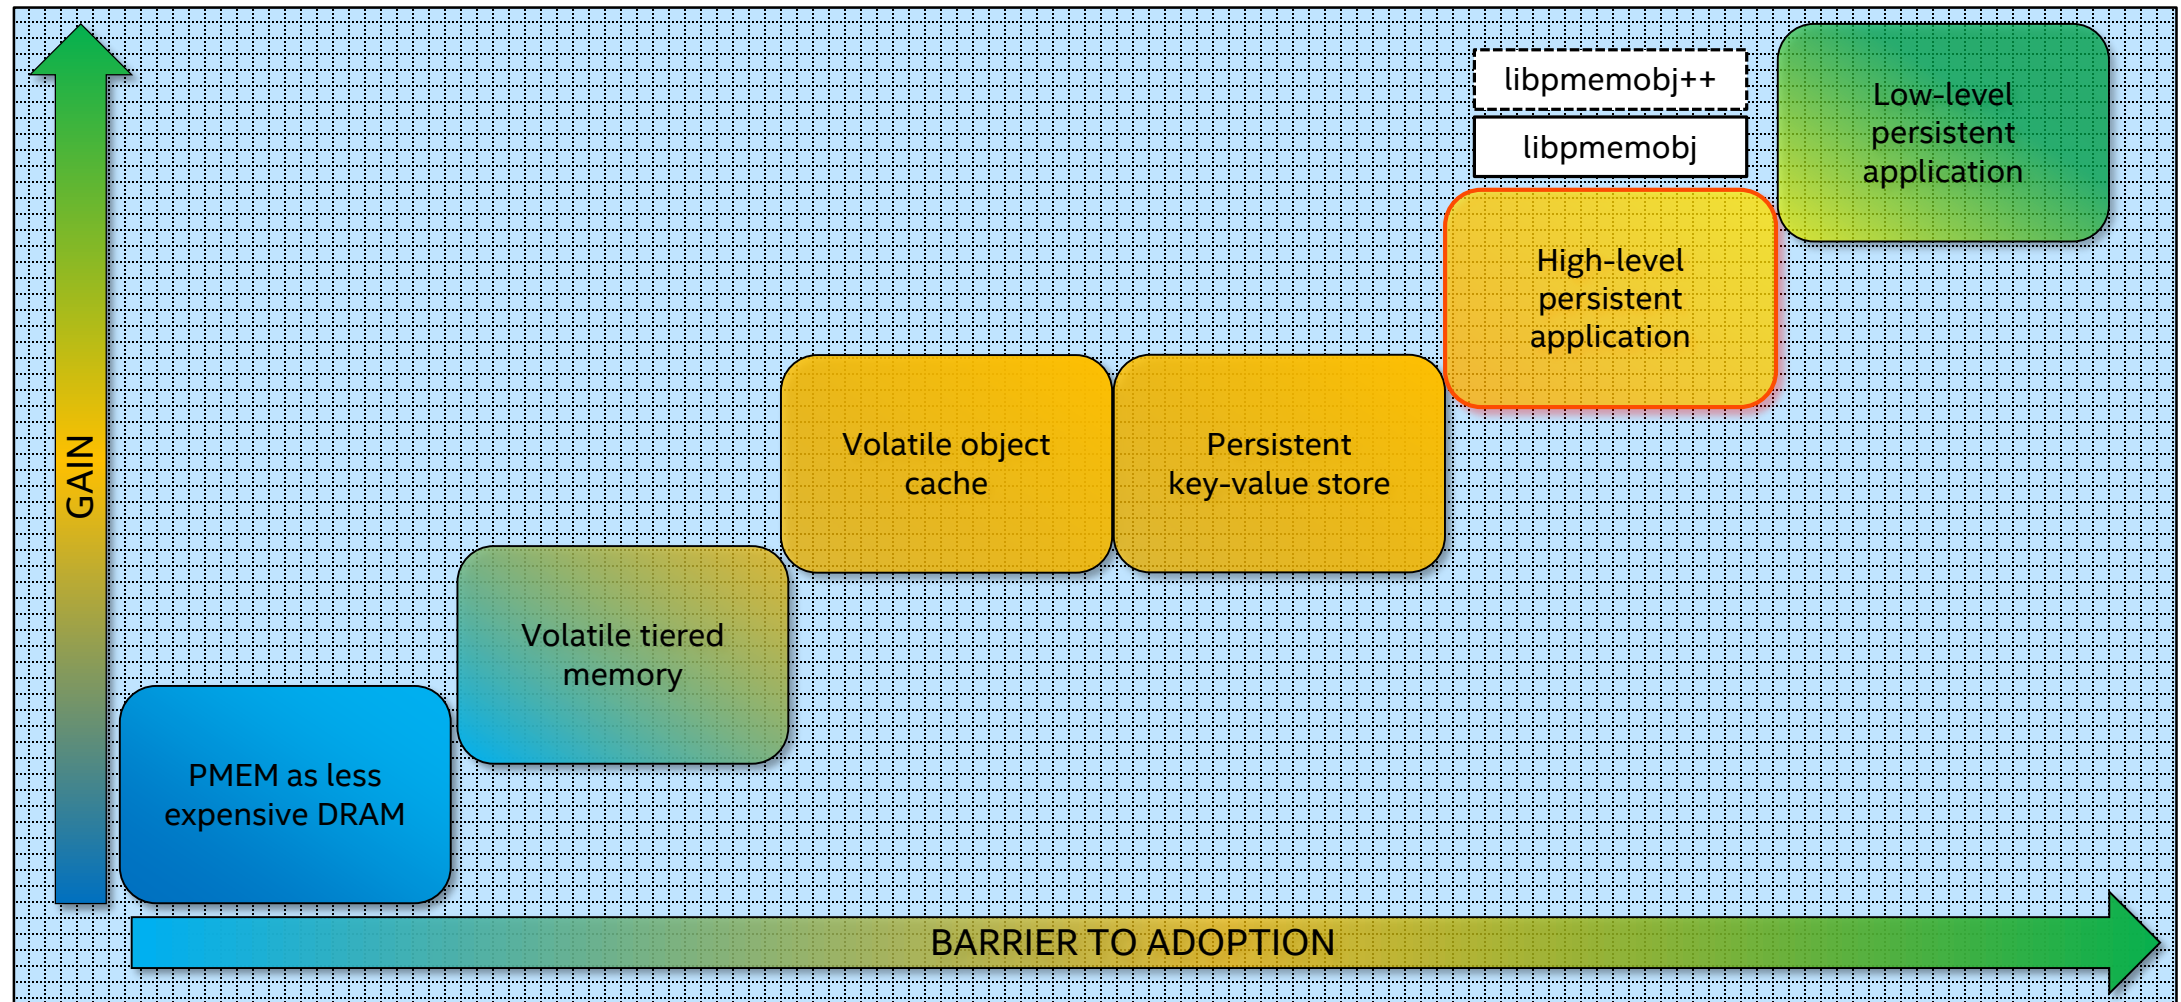 libpmemobj++
libpmemobj
Low-level
persistent
application
High-level
persistent
application
Volatile object
cache
Persistent
key-value store
Volatile tiered
memory
PMEM as less
expensive DRAM
GAIN
BARRIER TO ADOPTION